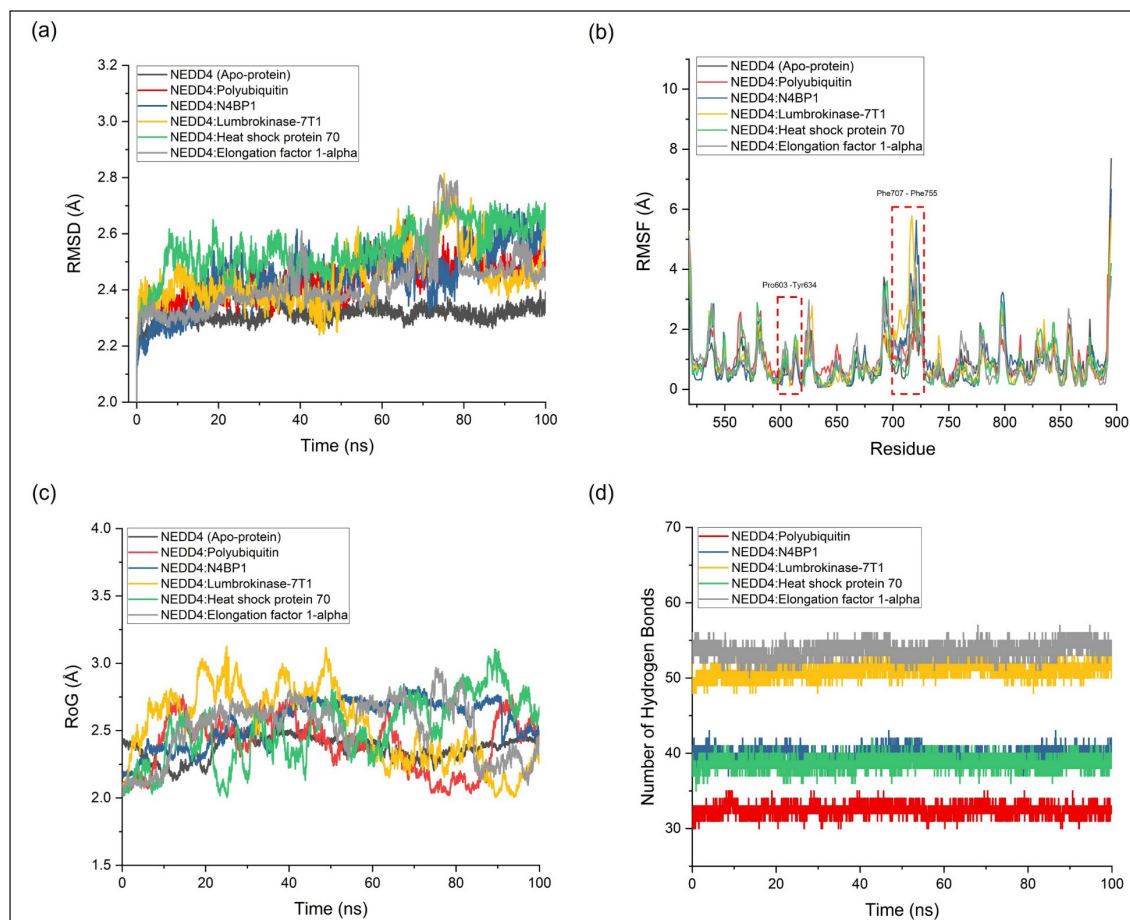 (a)
3.2
3.0
2.8
2.6
2.4
2.2
2.0
RMSD (Å)
NEDD4 (Apo-protein)
NEDD4:Polyubiquitin
NEDD4:N4BP1
NEDD4:Lumbrokinase-7T1
NEDD4:Heat shock protein 70
NEDD4:Elongation factor 1-alpha
0 20 40 60 80 100
Time (ns)
(b)
10
8
6
4
2
0
RMSF (Å)
NEDD4 (Apo-protein)
NEDD4:Polyubiquitin
NEDD4:N4BP1
NEDD4:Lumbrokinase-7T1
NEDD4:Heat shock protein 70
NEDD4:Elongation factor 1-alpha
Phe707 - Phe755
Pro603 -Tyr634
550 600 650 700 750 800 850 900
Residue
(c)
4.0
3.5
3.0
2.5
2.0
1.5
RoG (Å)
NEDD4 (Apo-protein)
NEDD4:Polyubiquitin
NEDD4:N4BP1
NEDD4:Lumbrokinase-7T1
NEDD4:Heat shock protein 70
NEDD4:Elongation factor 1-alpha
0 20 40 60 80 100
Time (ns)
(d)
70
60
50
40
30
Number of Hydrogen Bonds
NEDD4:Polyubiquitin
NEDD4:N4BP1
NEDD4:Lumbrokinase-7T1
NEDD4:Heat shock protein 70
NEDD4:Elongation factor 1-alpha
0 20 40 60 80 100
Time (ns)